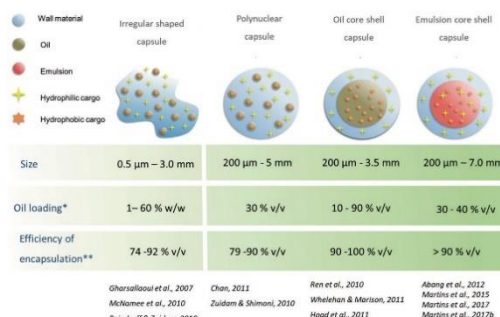 Wall material
Oil
Emulsion
Hydrophilic cargo
Hydrophobic cargo
Irregular shaped
capsule
Polynuclear
capsule
Oil core shell
capsule
Emulsion core shell
capsule
Size
0.5 µm – 3.0 mm
200 µm - 5 mm
200 µm - 3.5 mm
200 µm – 7.0 mm
Oil loading*
1– 60 % w/w
30 % v/v
10 - 90 % v/v
30 - 40 % v/v
Efficiency of
encapsulation**
74 -92 % v/v
79 -90 % v/v
90 -100 % v/v
> 90 % v/v
Gharsallaoui et al., 2007
McNamee et al., 2010
Chan, 2011
Zuidam & Shimoni, 2010
Ren et al., 2010
Whelehan & Marison, 2011
Haad et al., 2011
Abang et al., 2012
Martins et al., 2015
Martins et al., 2017
Martins et al., 2017b